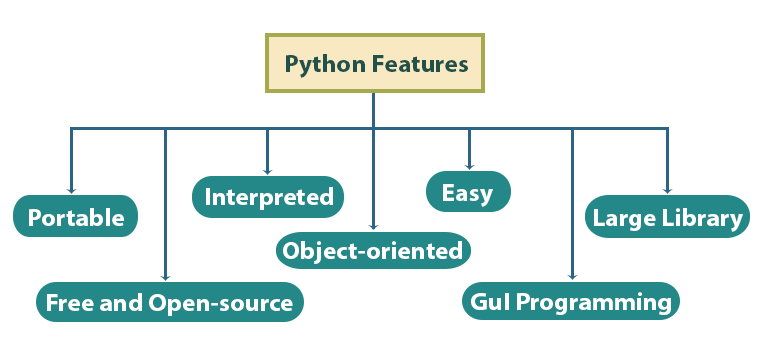 Python Features
Portable
Free and Open-source
Interpreted
Object-oriented
Easy
GuI Programming
Large Library